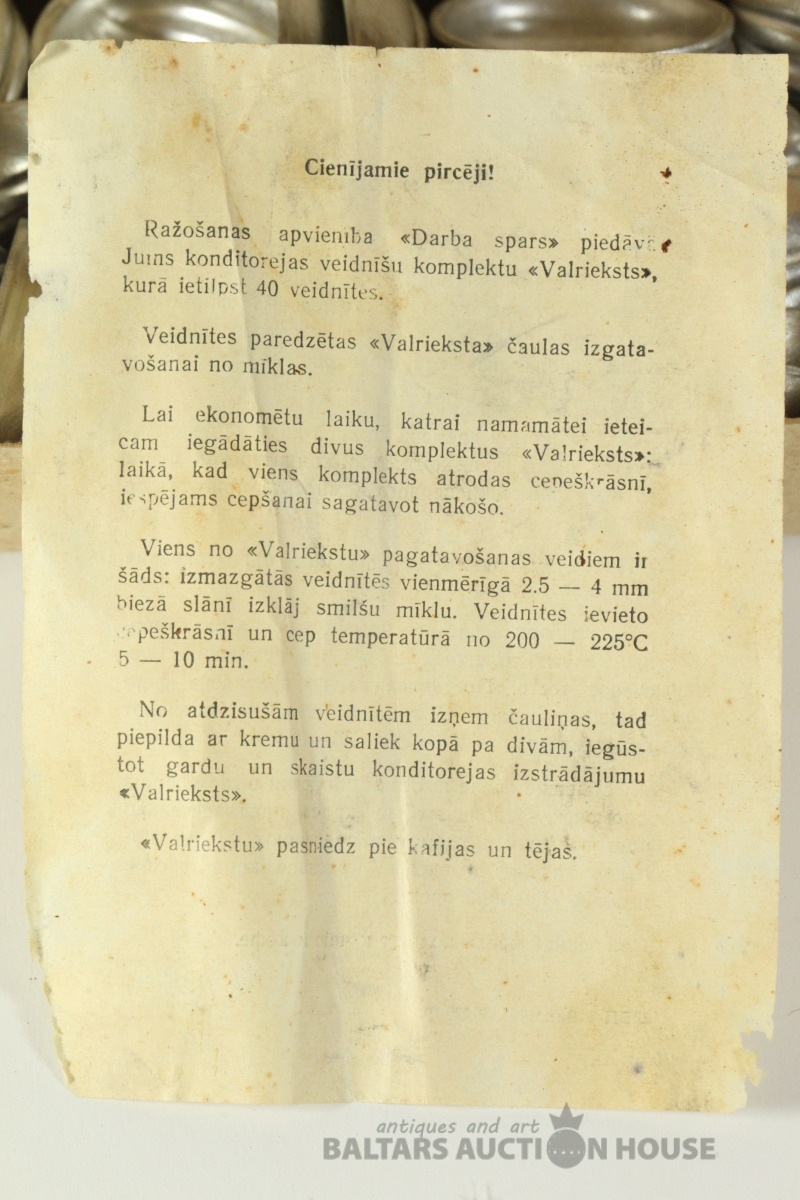 Cienījamie pircēji!
Ražošanas apvienība «Darba spars» piedāvā
Jums konditorejas veidnīšu komplektu «Valrieksts»,
kurā ietilpst 40 veidnītes.
Veidnītes paredzētas «Valrieksta» čaulas izgata-
vošanai no mīklas.
Lai ekonomētu laiku, katrai namamātei ietei-
cam iegādāties divus komplektus «Valrieksts»:
laikā, kad viens komplekts atrodas cepeškrāsnī,
iespējams cepšanai sagatavot nākošo.
Viens no «Valriekstu» pagatavošanas veidiem ir
šāds: izmazgātās veidnītēs vienmērīgā 2.5 — 4 mm
biezā slānī izklāj smilšu mīklu. Veidnītes ievieto
cepeškrāsnī un cep temperatūrā no 200 — 225°C
5 — 10 min.
No atdzisušām veidnītēm izņem čauliņas, tad
piepilda ar kremu un saliek kopā pa divām, iegūs-
tot gardu un skaistu konditorejas izstrādājumu
«Valrieksts».
«Valriekstu» pasniedz pie kafijas un tējas.
antiques and art
BALTARS AUCTION HOUSE